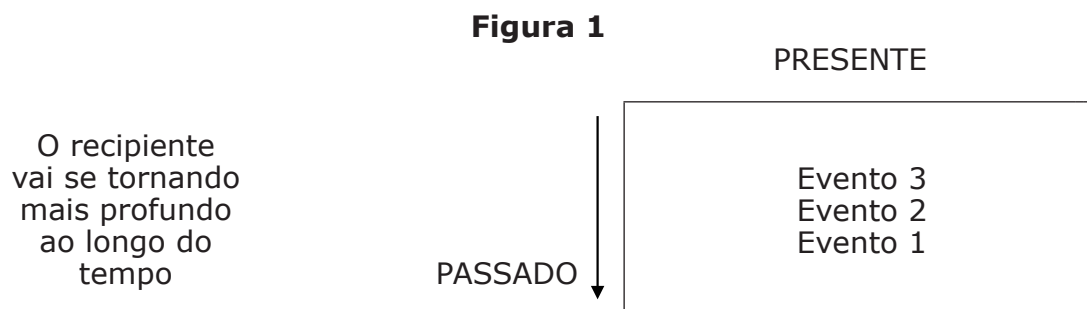 Figura 1
PRESENTE
O recipiente
vai se tornando
mais profundo
ao longo do
tempo
PASSADO
Evento 3
Evento 2
Evento 1